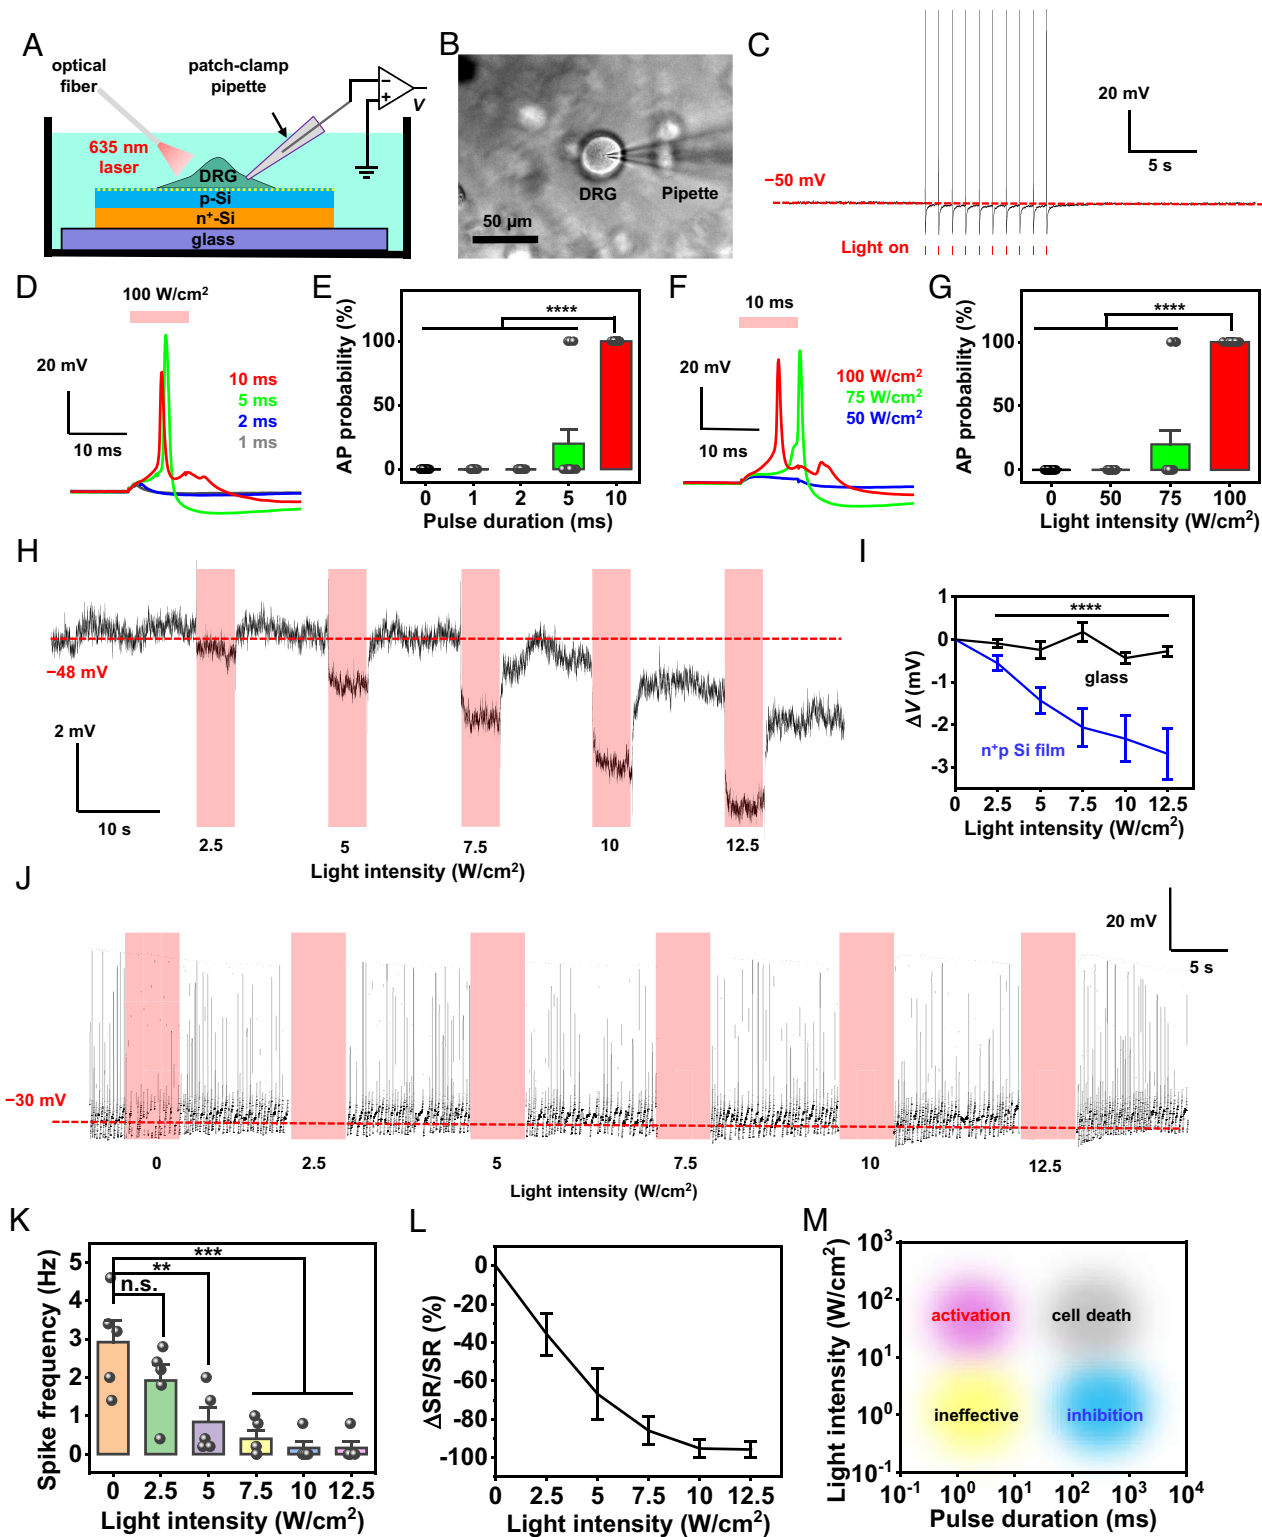 A
optical
fiber
patch-clamp
pipette
−
+
V
635 nm
laser
DRG
p-Si
n⁺-Si
glass
B
DRG
Pipette
50 μm
C
20 mV
5 s
−50 mV
Light on
D
100 W/cm²
20 mV
10 ms
10 ms
5 ms
2 ms
1 ms
E
AP probability (%)
100
50
0
****
0 1 2 5 10
Pulse duration (ms)
F
10 ms
20 mV
10 ms
100 W/cm²
75 W/cm²
50 W/cm²
G
AP probability (%)
100
50
0
****
0 50 75 100
Light intensity (W/cm²)
H
−48 mV
2 mV
10 s
2.5 5 7.5 10 12.5
Light intensity (W/cm²)
I
ΔV (mV)
1
0
-1
-2
-3
****
glass
n⁺p Si film
0 2.5 5 7.5 10 12.5
Light intensity (W/cm²)
J
20 mV
5 s
−30 mV
0 2.5 5 7.5 10 12.5
Light intensity (W/cm²)
K
Spike frequency (Hz)
5
4
3
2
1
0
***
**
n.s.
0 2.5 5 7.5 10 12.5
Light intensity (W/cm²)
L
ΔSR/SR (%)
0
-20
-40
-60
-80
-100
0 2.5 5 7.5 10 12.5
Light intensity (W/cm²)
M
Light intensity (W/cm²)
10³
10²
10¹
10⁰
10⁻¹
activation
cell death
ineffective
inhibition
10⁻¹ 10⁰ 10¹ 10² 10³ 10⁴
Pulse duration (ms)